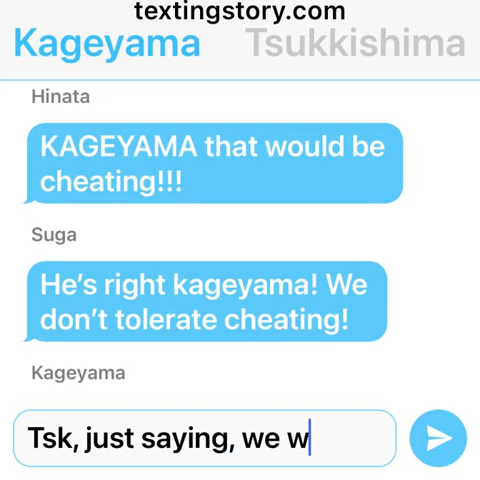 textingstory.com
Kageyama Tsukkishima
Hinata
KAGEYAMA that would be
cheating!!!
Suga
He's right kageyama! We
don't tolerate cheating!
Kageyama
Tsk, just saying, we w